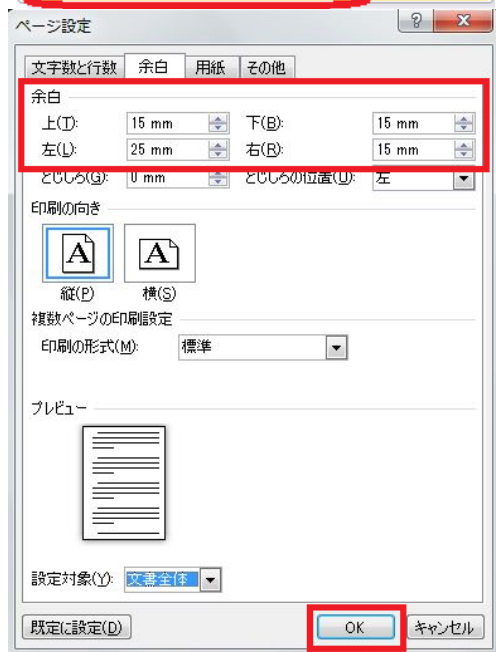 ページ設定
文字数と行数 余白 用紙 その他
余白
上(T): 15 mm 下(B): 15 mm
左(L): 25 mm 右(R): 15 mm
とじしろ(G): 0 mm とじしろの位置(U): 左
印刷の向き
A A
縦(P) 横(S)
複数ページの印刷設定
印刷の形式(M): 標準
プレビュー
設定対象(Y): 文書全体
既定に設定(D) OK キャンセル